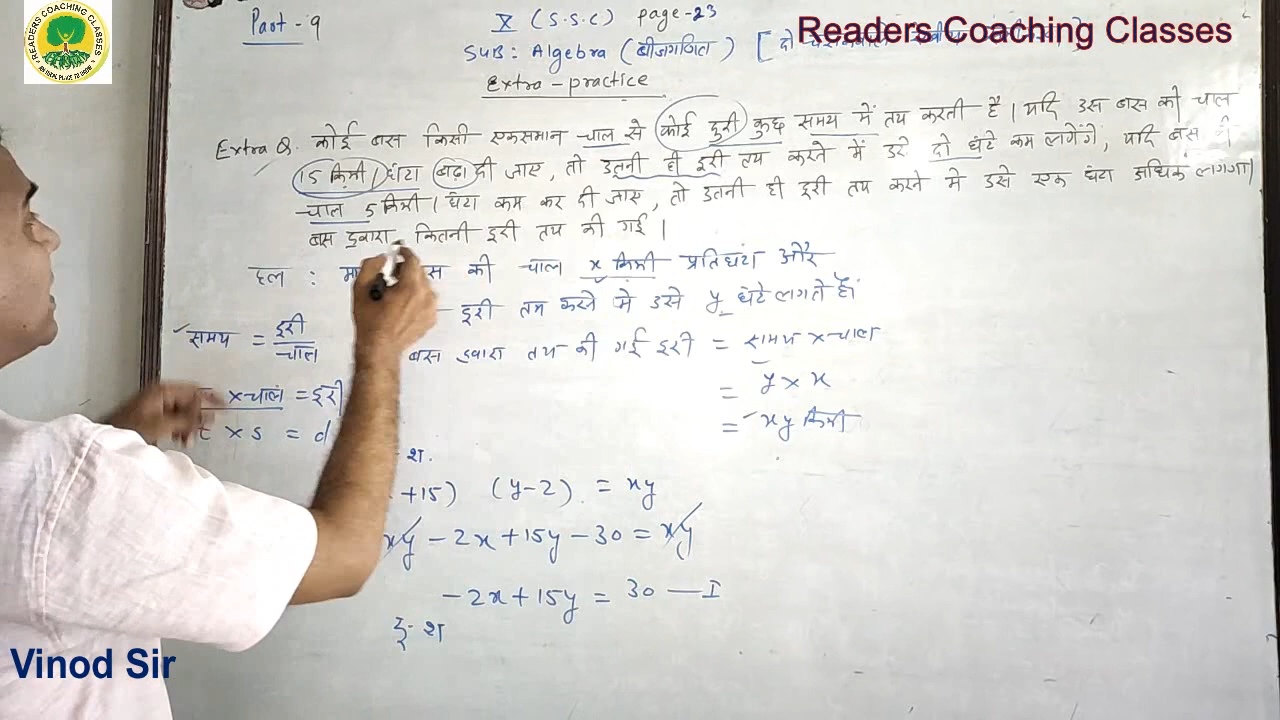 READERS COACHING CLASSES
Part - 9
X (S.S.C) page-23
Readers Coaching Classes
SUB: Algebra (बीजगणित) [ दो
Extra - practice
Extra Q. कोई बस किसी एकसमान चाल से कोई दुरी कुछ समय में तय करती है। यदि उस बस की चाल
15 किमी/घंटा बढ़ा दी जाए, तो उतनी ही दुरी तय करने में उसे दो घंटे कम लगेंगे, यदि बस की
चाल 5 किमी/घंटा कम कर दी जाए, तो उतनी ही दुरी तय करने मे उसे एक घंटा अधिक लगेगा।
बस द्वारा कितनी दुरी तय की गई।
हल : की चाल x किमी प्रतिघंटा और
दुरी तय करने में उसे y घंटे लगते हैं।
समय = दुरी/चाल
बस द्वारा तय की गई दुरी = समय x चाल
= y x x
x चाल = दुरी
= xy किमी
t x s = d
श.
+15) (y-2) = xy
xy - 2x + 15y - 30 = xy
-2x + 15y = 30 — I
दू. श
Vinod Sir